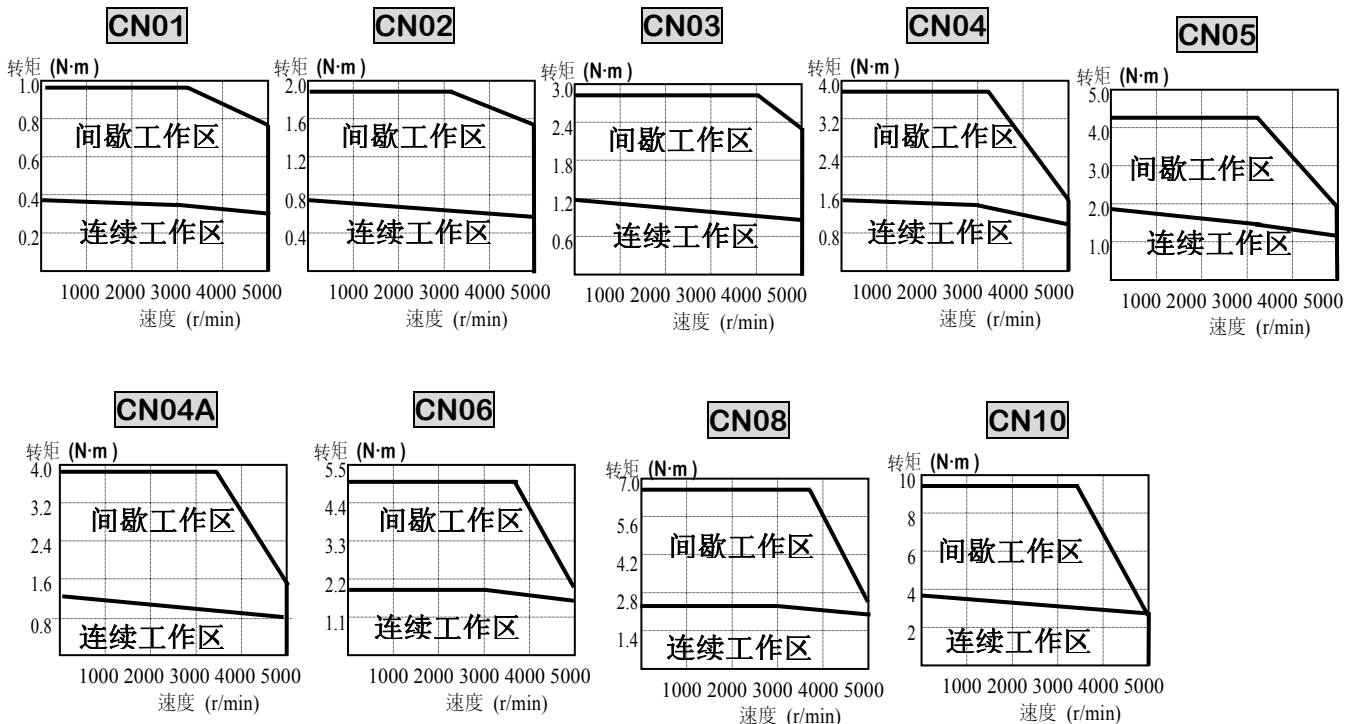 CN01
转矩 (N·m)
1.0
0.8
0.6
0.4
0.2
间歇工作区
连续工作区
1000 2000 3000 4000 5000
速度 (r/min)
CN02
转矩 (N·m)
2.0
1.6
1.2
0.8
0.4
间歇工作区
连续工作区
1000 2000 3000 4000 5000
速度 (r/min)
CN03
转矩 (N·m)
3.0
2.4
1.8
1.2
0.6
间歇工作区
连续工作区
1000 2000 3000 4000 5000
速度 (r/min)
CN04
转矩 (N·m)
4.0
3.2
2.4
1.6
0.8
间歇工作区
连续工作区
1000 2000 3000 4000 5000
速度 (r/min)
CN05
转矩 (N·m)
5.0
4.0
3.0
2.0
1.0
间歇工作区
连续工作区
1000 2000 3000 4000 5000
速度 (r/min)
CN04A
转矩 (N·m)
4.0
3.2
2.4
1.6
0.8
间歇工作区
连续工作区
1000 2000 3000 4000 5000
速度 (r/min)
CN06
转矩 (N·m)
5.5
4.4
3.3
2.2
1.1
间歇工作区
连续工作区
1000 2000 3000 4000 5000
速度 (r/min)
CN08
转矩 (N·m)
7.0
5.6
4.2
2.8
1.4
间歇工作区
连续工作区
1000 2000 3000 4000 5000
速度 (r/min)
CN10
转矩 (N·m)
10
8
6
4
2
间歇工作区
连续工作区
1000 2000 3000 4000 5000
速度 (r/min)